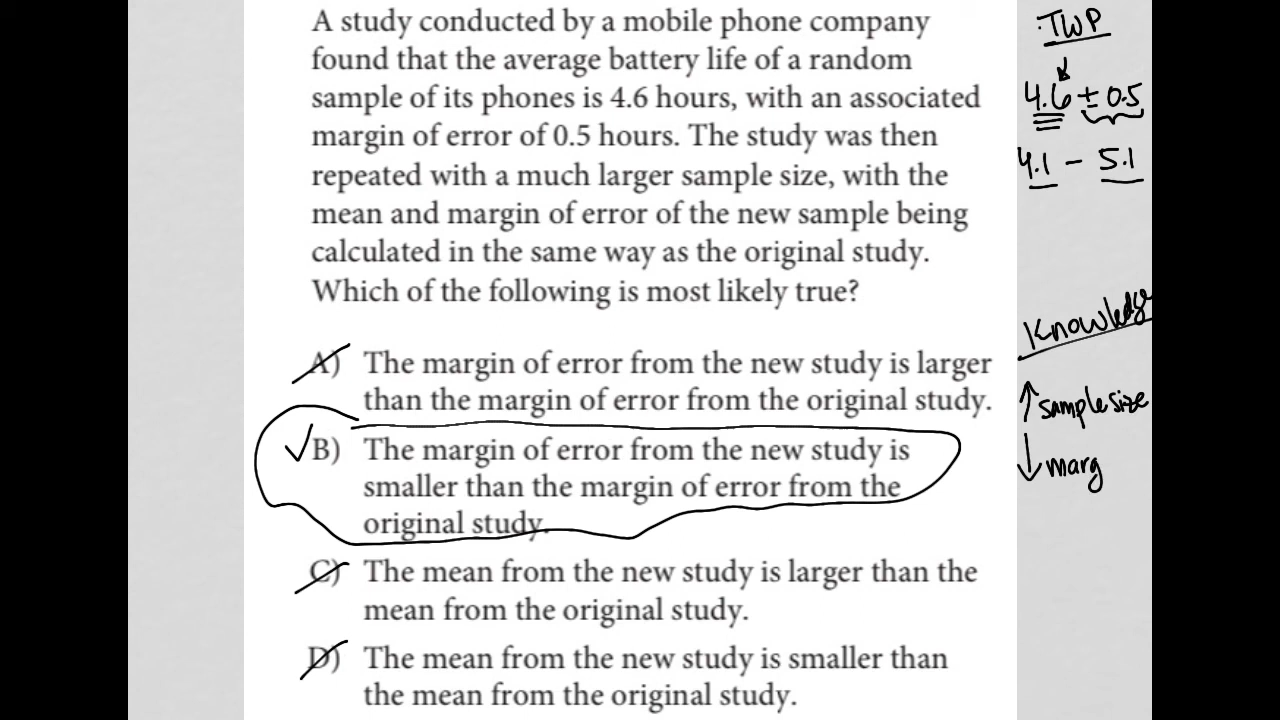 A study conducted by a mobile phone company
found that the average battery life of a random
sample of its phones is 4.6 hours, with an associated
margin of error of 0.5 hours. The study was then
repeated with a much larger sample size, with the
mean and margin of error of the new sample being
calculated in the same way as the original study.
Which of the following is most likely true?
A) The margin of error from the new study is larger
than the margin of error from the original study.
B) The margin of error from the new study is
smaller than the margin of error from the
original study.
C) The mean from the new study is larger than the
mean from the original study.
D) The mean from the new study is smaller than
the mean from the original study.
TWP
4.6 ± 0.5
4.1 – 5.1
Knowledge
↑ sample size
↓ marg